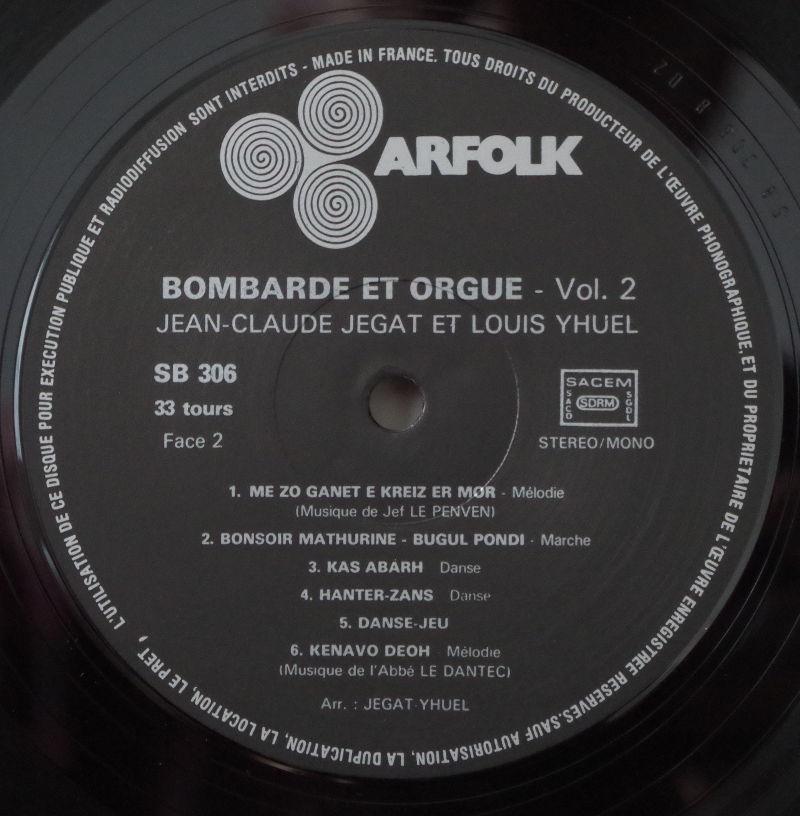 L'UTILISATION DE CE DISQUE POUR EXECUTION PUBLIQUE ET RADIODIFFUSION SONT INTERDITS - MADE IN FRANCE. TOUS DROITS DU PRODUCTEUR DE L'ŒUVRE PHONOGRAPHIQUE, ET DU PROPRIETAIRE DE L'ŒUVRE ENREGISTREE RESERVES. SAUF AUTORISATION, LA DUPLICATION, LA LOCATION, LE PRET,
ARFOLK
BOMBARDE ET ORGUE - Vol. 2
JEAN-CLAUDE JEGAT ET LOUIS YHUEL
SB 306
33 tours
Face 2
SACEM
SACD
SDRM
SGDL
STEREO/MONO
1. ME ZO GANET E KREIZ ER MØR - Mélodie
(Musique de Jef LE PENVEN)
2. BONSOIR MATHURINE - BUGUL PONDI - Marche
3. KAS ABARH Danse
4. HANTER-ZANS Danse
5. DANSE-JEU
6. KENAVO DEOH - Mélodie
(Musique de l'Abbé LE DANTEC)
Arr. : JEGAT-YHUEL